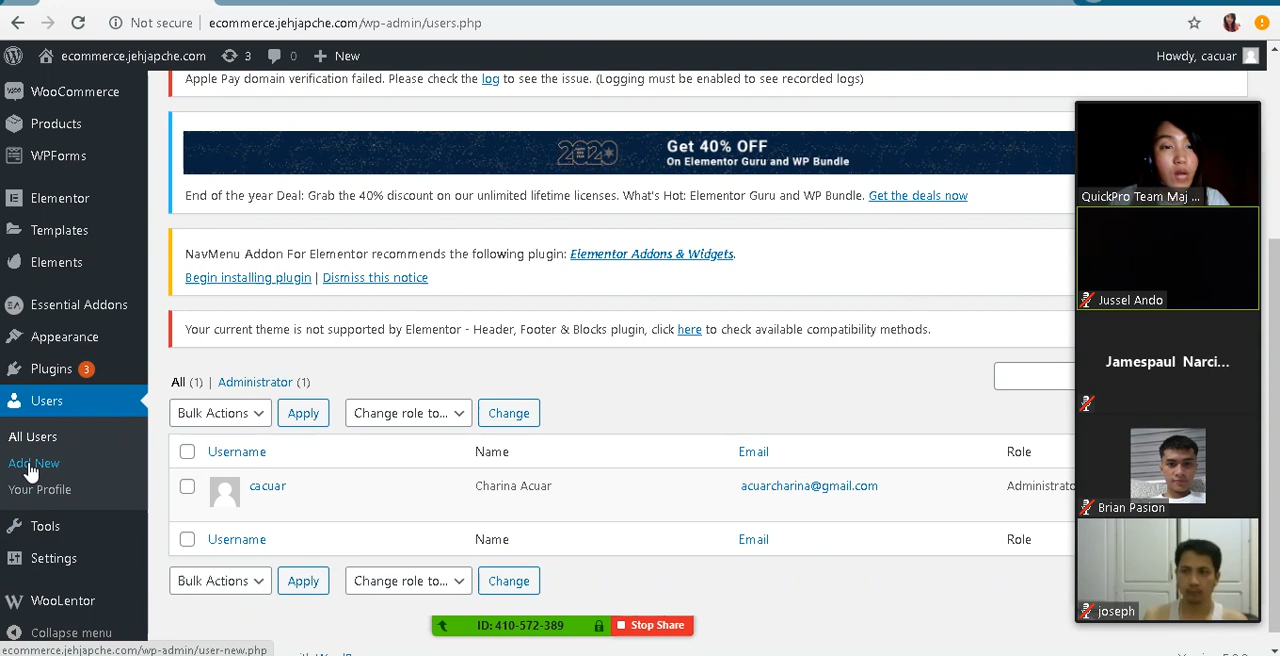 Not secure
ecommerce.jehjapche.com/wp-admin/users.php
ecommerce.jehjapche.com
3
0
New
Howdy, cacuar
WooCommerce
Products
WPForms
Elementor
Templates
Elements
Essential Addons
Appearance
Plugins 3
Users
All Users
Add New
Your Profile
Tools
Settings
WooLentor
Collapse menu
Apple Pay domain verification failed. Please check the log to see the issue. (Logging must be enabled to see recorded logs)
2020
Get 40% OFF
On Elementor Guru and WP Bundle
End of the year Deal: Grab the 40% discount on our unlimited lifetime licenses. What's Hot: Elementor Guru and WP Bundle. Get the deals now
NavMenu Addon For Elementor recommends the following plugin: Elementor Addons & Widgets.
Begin installing plugin | Dismiss this notice
Your current theme is not supported by Elementor - Header, Footer & Blocks plugin, click here to check available compatibility methods.
All (1) | Administrator (1)
Bulk Actions Apply Change role to... Change
Username Name Email Role
cacuar Charina Acuar acuarcharina@gmail.com Administrato
Username Name Email Role
Bulk Actions Apply Change role to... Change
ID: 410-572-389 Stop Share
ecommerce.jehjapche.com/wp-admin/user-new.php
QuickPro Team Maj ...
Jussel Ando
Jamespaul Narci...
Brian Pasion
joseph